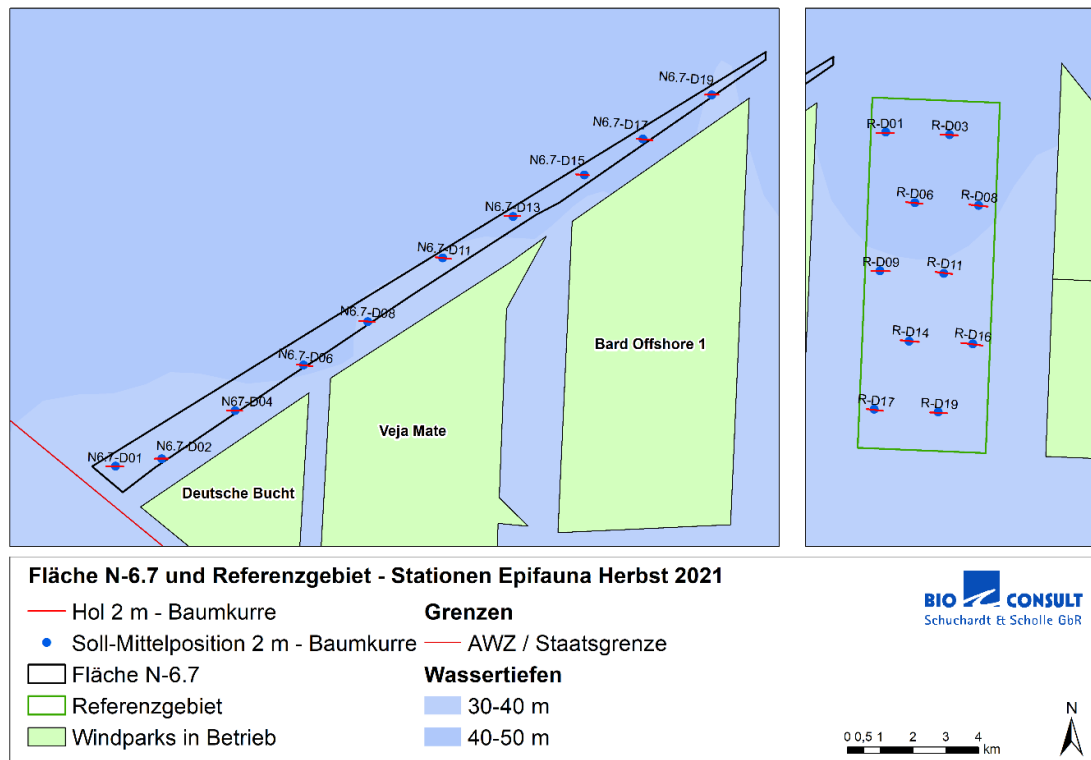 N6.7-D19
N6.7-D17
N6.7-D15
N6.7-D13
N6.7-D11
N6.7-D08
N6.7-D06
N67-D04
N6.7-D02
N6.7-D01
Bard Offshore 1
Veja Mate
Deutsche Bucht
R-D01
R-D03
R-D06
R-D08
R-D09
R-D11
R-D14
R-D16
R-D17
R-D19
Fläche N-6.7 und Referenzgebiet - Stationen Epifauna Herbst 2021
Hol 2 m - Baumkurre
Soll-Mittelposition 2 m - Baumkurre
Fläche N-6.7
Referenzgebiet
Windparks in Betrieb
Grenzen
AWZ / Staatsgrenze
Wassertiefen
30-40 m
40-50 m
BIO CONSULT
Schuchardt & Scholle GbR
N
0 0,5 1 2 3 4
km